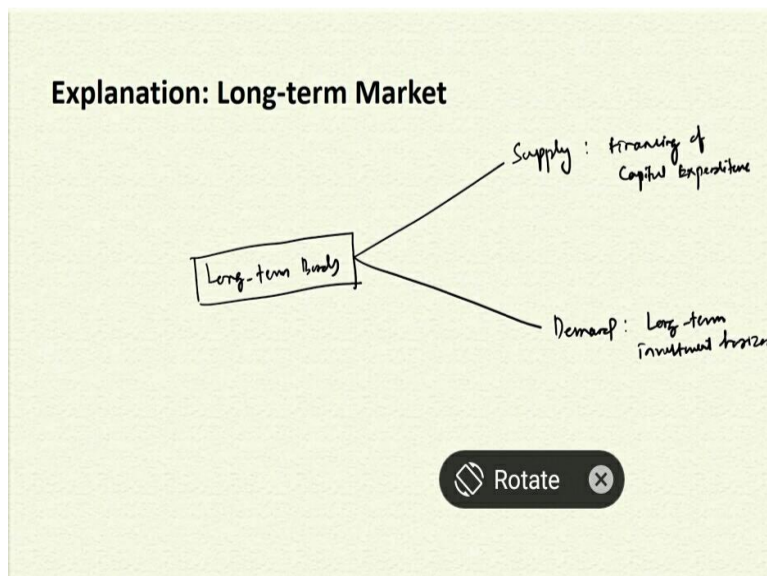 Explanation: Long-term Market
Supply : Financing of
Capital Expenditure
Long-term Bonds
Demand : Long-term
investment horizon
Rotate